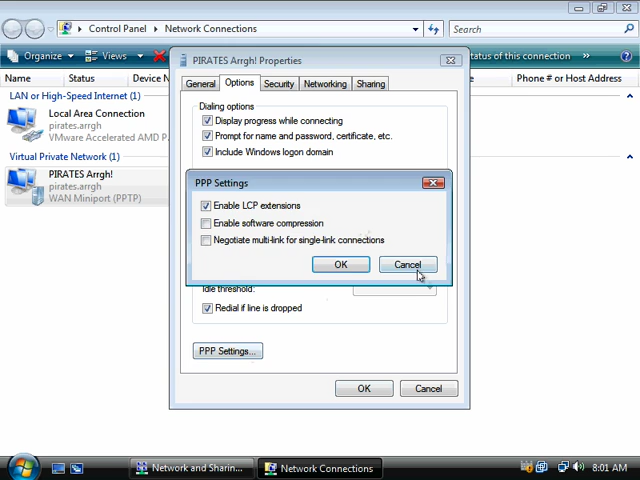 Control Panel ▸ Network Connections
Search
Organize
Views
status of this connection
»
Name
Status
Device N
Phone # or Host Address
LAN or High-Speed Internet (1)
Local Area Connection
pirates.arrgh
VMware Accelerated AMD P
Virtual Private Network (1)
PIRATES Arrgh!
pirates.arrgh
WAN Miniport (PPTP)
PIRATES Arrgh! Properties
General
Options
Security
Networking
Sharing
Dialing options
Display progress while connecting
Prompt for name and password, certificate, etc.
Include Windows logon domain
PPP Settings
Enable LCP extensions
Enable software compression
Negotiate multi-link for single-link connections
OK
Cancel
Idle threshold:
Redial if line is dropped
PPP Settings...
OK
Cancel
Network and Sharin...
Network Connections
8:01 AM